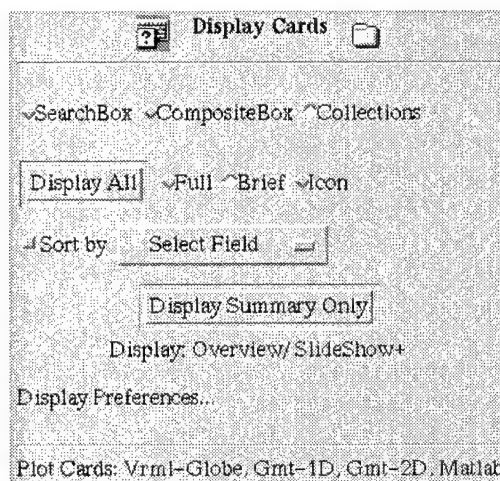 Display Cards
SearchBox CompositeBox Collections
Display All Full Brief Icon
Sort by Select Field
Display Summary Only
Display: Overview/ SlideShow+
Display Preferences...
Plot Cards: Vrml-Globe, Gmt-1D, Gmt-2D, Matlab